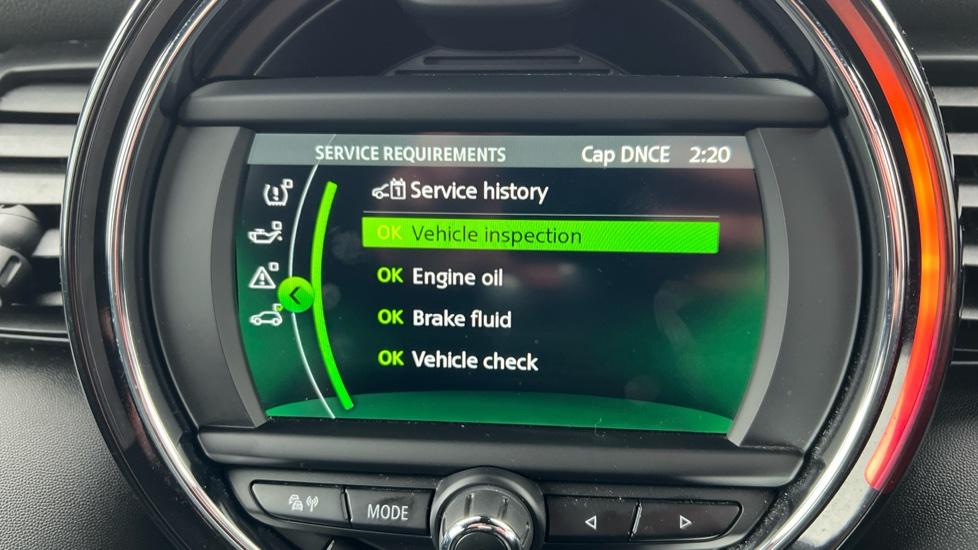 SERVICE REQUIREMENTS Cap DNCE 2:20
Service history
OK Vehicle inspection
OK Engine oil
OK Brake fluid
OK Vehicle check
MODE